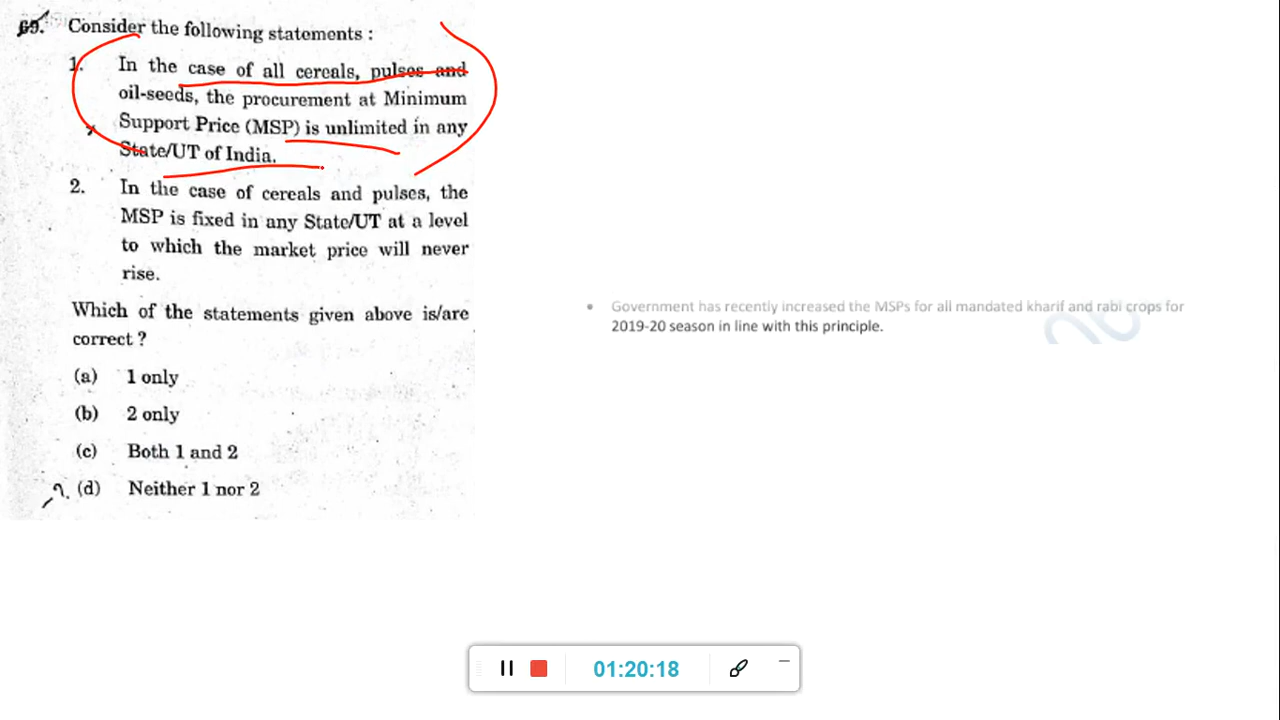 69. Consider the following statements :
1. In the case of all cereals, pulses and
oil-seeds, the procurement at Minimum
Support Price (MSP) is unlimited in any
State/UT of India.
2. In the case of cereals and pulses, the
MSP is fixed in any State/UT at a level
to which the market price will never
rise.
Which of the statements given above is/are
correct ?
(a) 1 only
(b) 2 only
(c) Both 1 and 2
(d) Neither 1 nor 2
• Government has recently increased the MSPs for all mandated kharif and rabi crops for
2019-20 season in line with this principle.
01:20:18